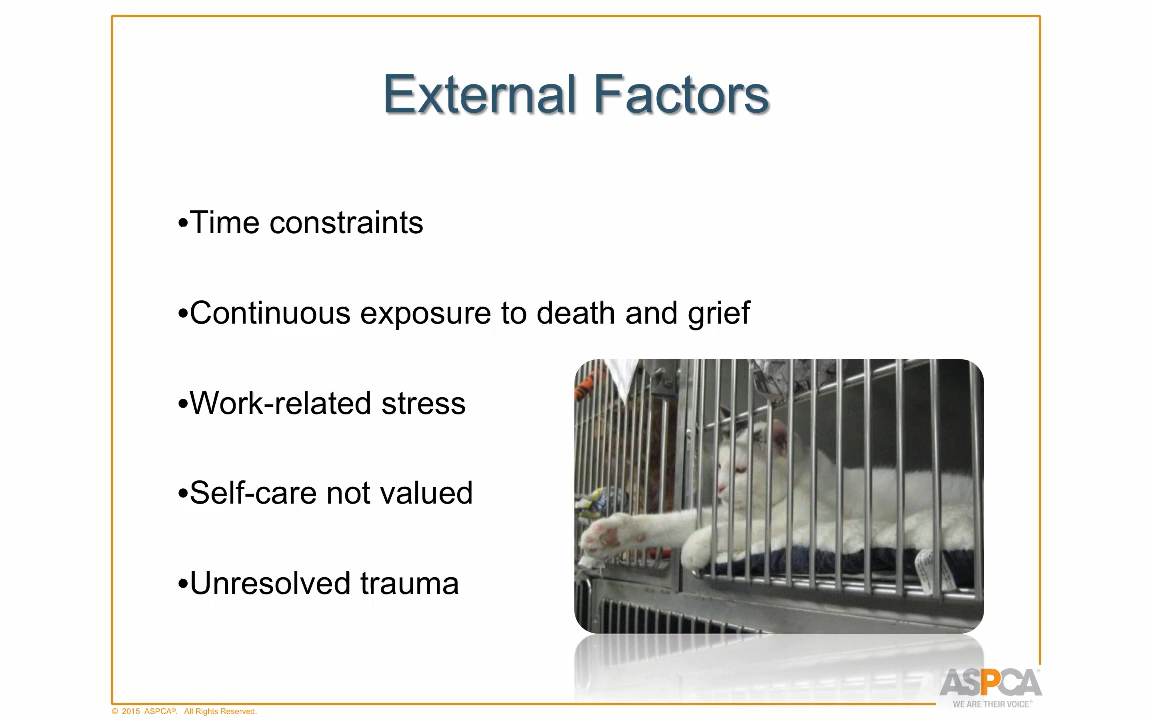 External Factors
•Time constraints
•Continuous exposure to death and grief
•Work-related stress
•Self-care not valued
•Unresolved trauma
ASPCA®
WE ARE THEIR VOICE.®
© 2015 ASPCA®. All Rights Reserved.